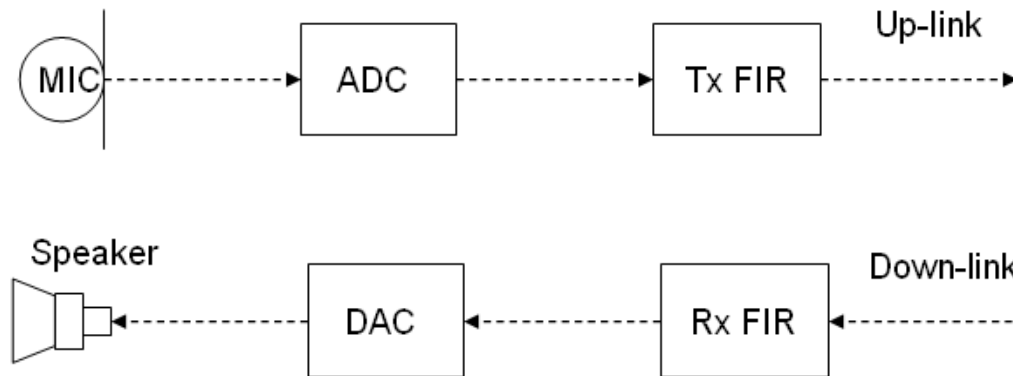 Up-link
MIC
ADC
Tx FIR
Speaker
Down-link
DAC
Rx FIR